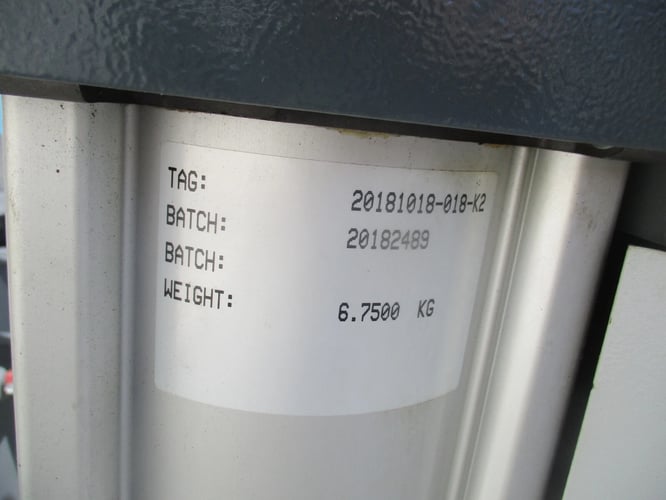 TAG: 20181018-018-K2
BATCH: 20182489
BATCH:
WEIGHT: 6.7500 KG